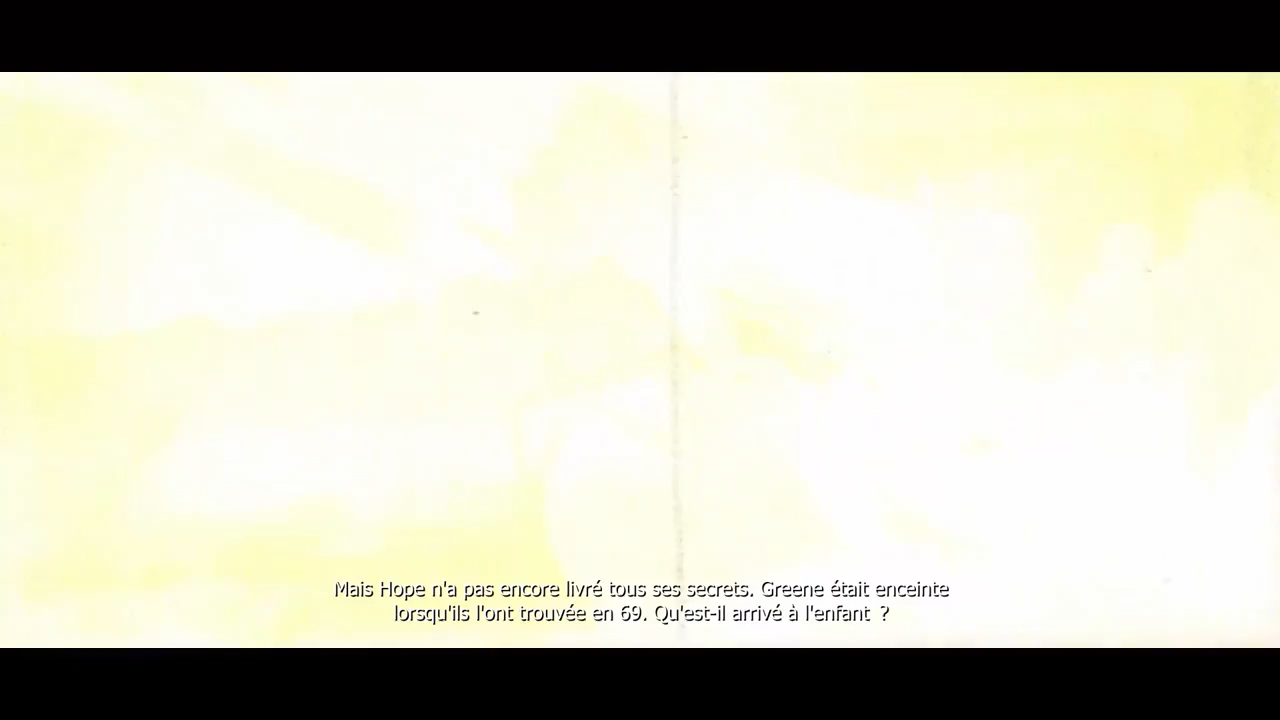 Mais Hope n'a pas encore livré tous ses secrets. Greene était enceinte
lorsqu'ils l'ont trouvée en 69. Qu'est-il arrivé à l'enfant ?